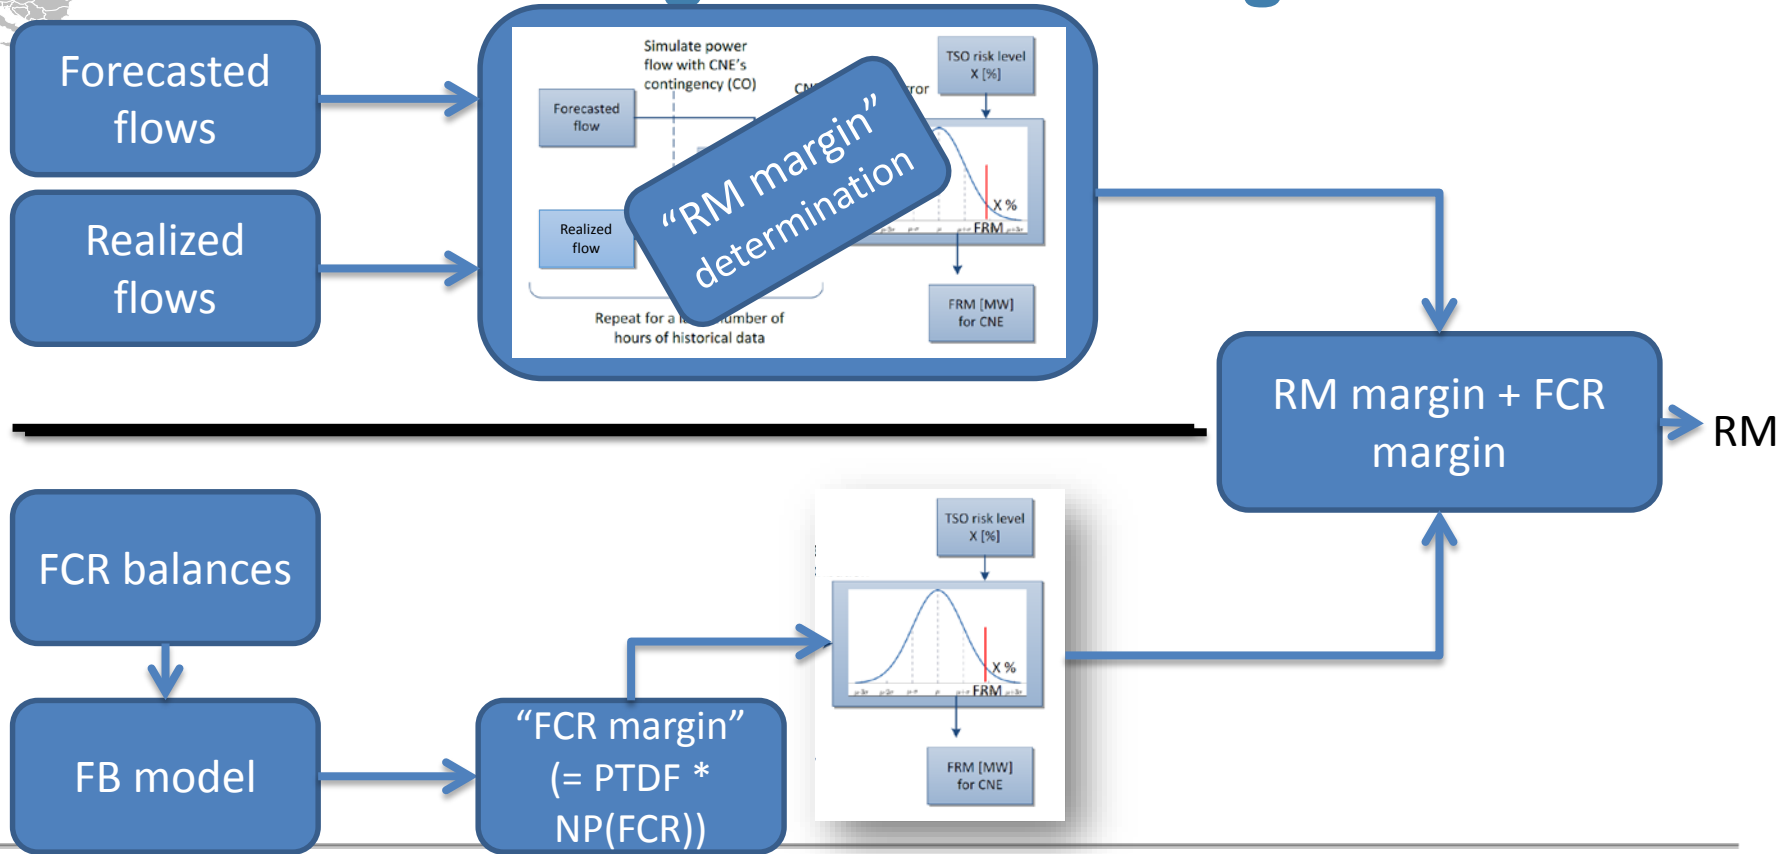 Forecasted
flows
Realized
flows
Simulate power
flow with CNE's
contingency (CO)
TSO risk level
X [%]
Forecasted
flow
Realized
flow
"RM margin"
determination
X %
FRM
FRM [MW]
for CNE
Repeat for a
hours of historical data
RM margin + FCR
margin
RM
FCR balances
FB model
"FCR margin"
(= PTDF *
NP(FCR))
TSO risk level
X [%]
X %
FRM
FRM [MW]
for CNE